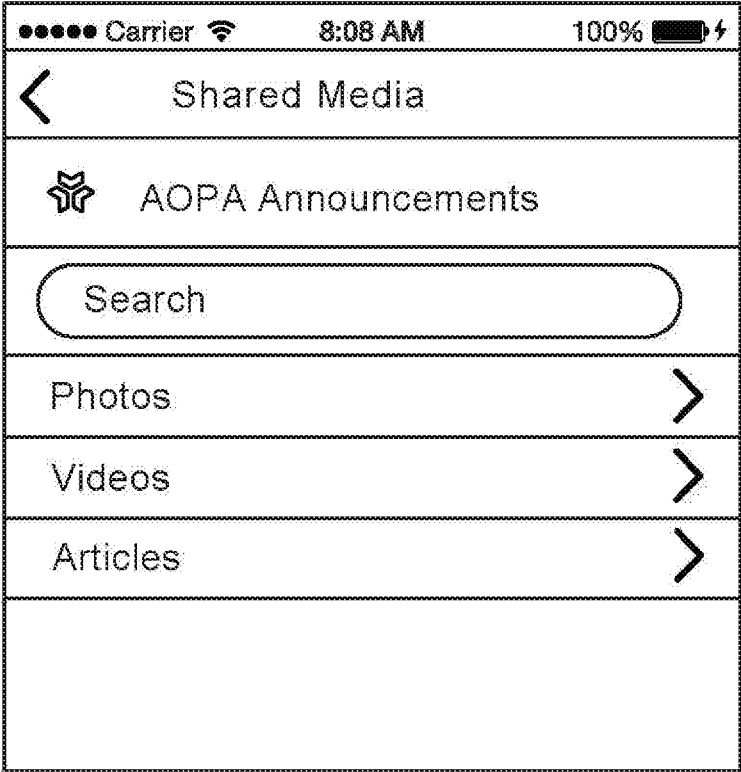 Carrier 8:08 AM 100%
Shared Media
AOPA Announcements
Search
Photos
Videos
Articles